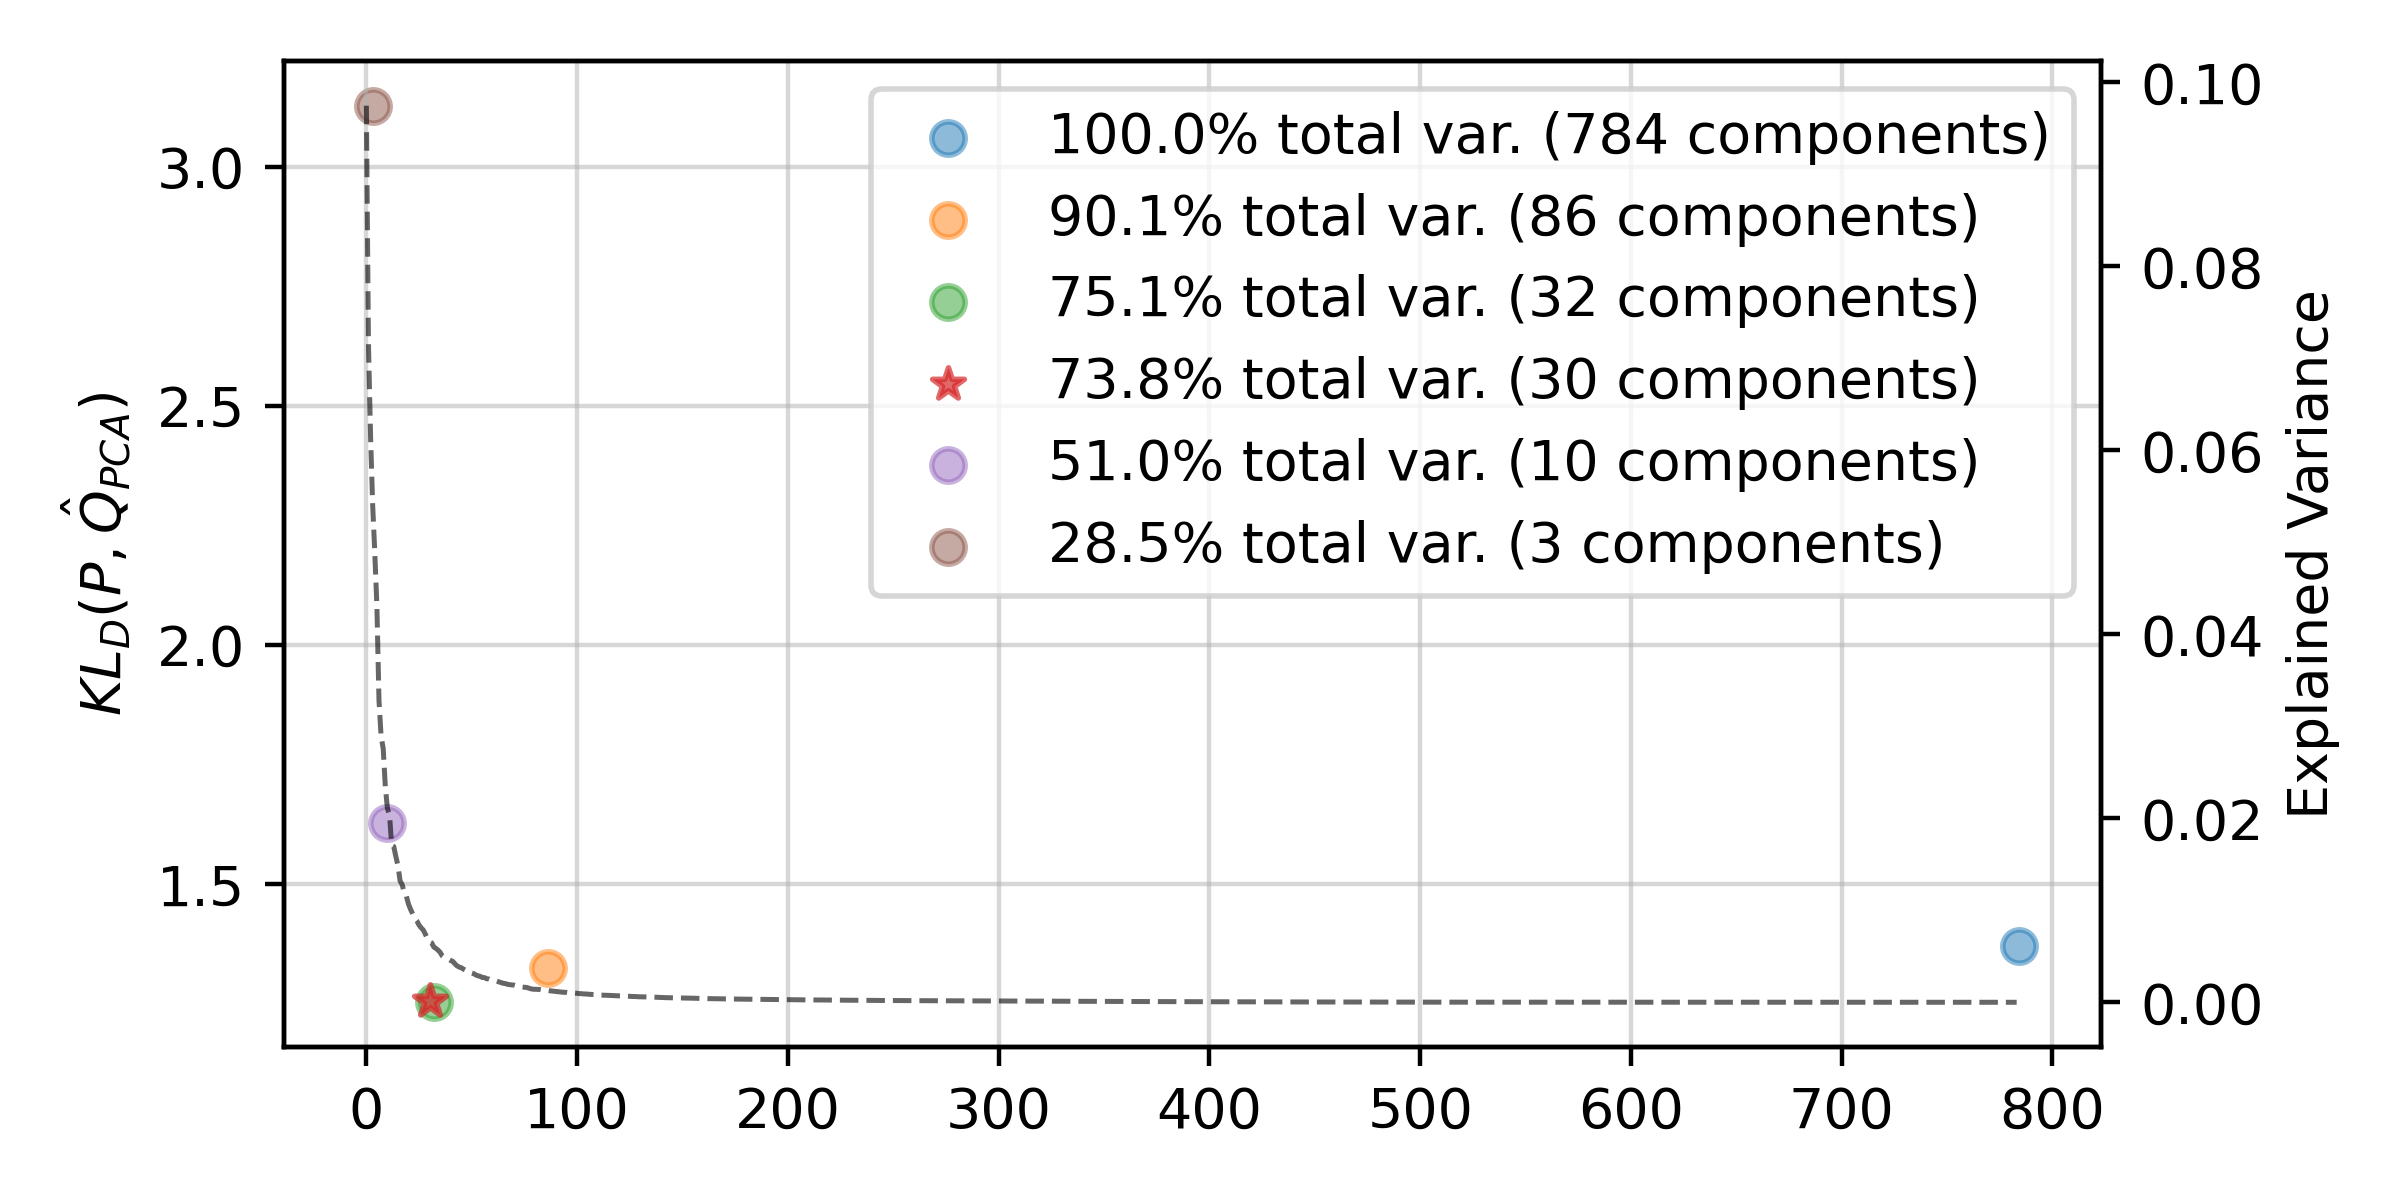 100.0% total var. (784 components)
90.1% total var. (86 components)
75.1% total var. (32 components)
73.8% total var. (30 components)
51.0% total var. (10 components)
28.5% total var. (3 components)
3.0
2.5
2.0
1.5
KL_D(P, Q̂_PCA)
0.10
0.08
0.06
0.04
0.02
0.00
Explained Variance
0 100 200 300 400 500 600 700 800